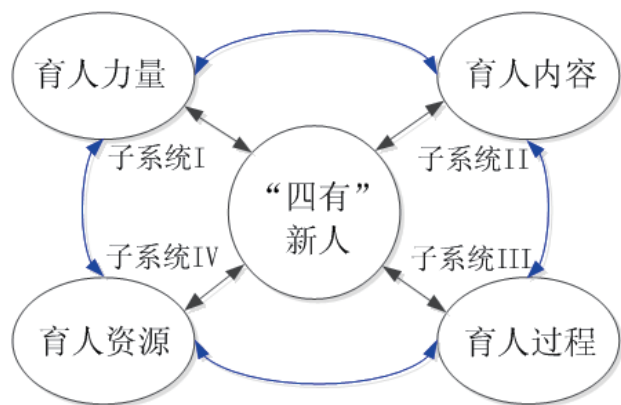 育人力量
育人内容
子系统I
子系统II
“四有”
新人
子系统IV
子系统III
育人资源
育人过程